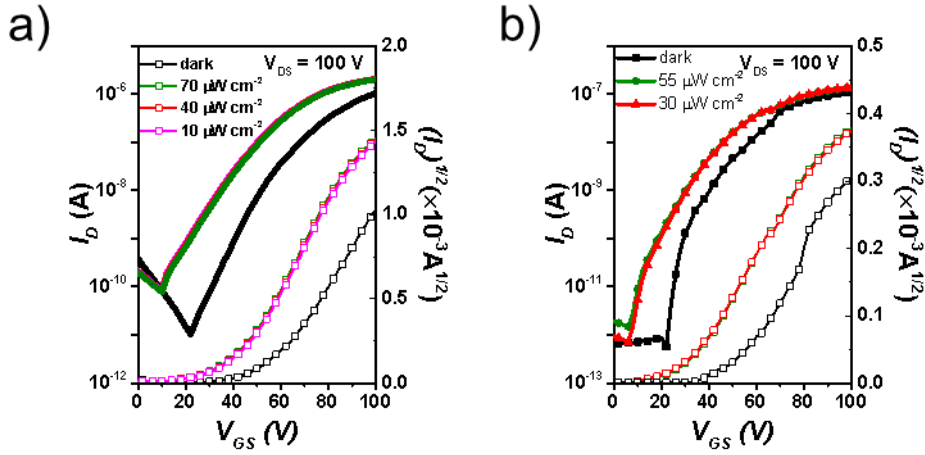 a)
V_DS = 100 V
dark
70 μW cm⁻²
40 μW cm⁻²
10 μW cm⁻²
10⁻⁶
10⁻⁸
10⁻¹⁰
10⁻¹²
I_D (A)
2.0
1.5
1.0
0.5
0.0
(I_D)^1/2 (×10⁻³ A^1/2)
0 20 40 60 80 100
V_GS (V)
b)
V_DS = 100 V
dark
55 μW cm⁻²
30 μW cm⁻²
10⁻⁷
10⁻⁹
10⁻¹¹
10⁻¹³
I_D (A)
0.5
0.4
0.3
0.2
0.1
0.0
(I_D)^1/2 (×10⁻³ A^1/2)
0 20 40 60 80 100
V_GS (V)